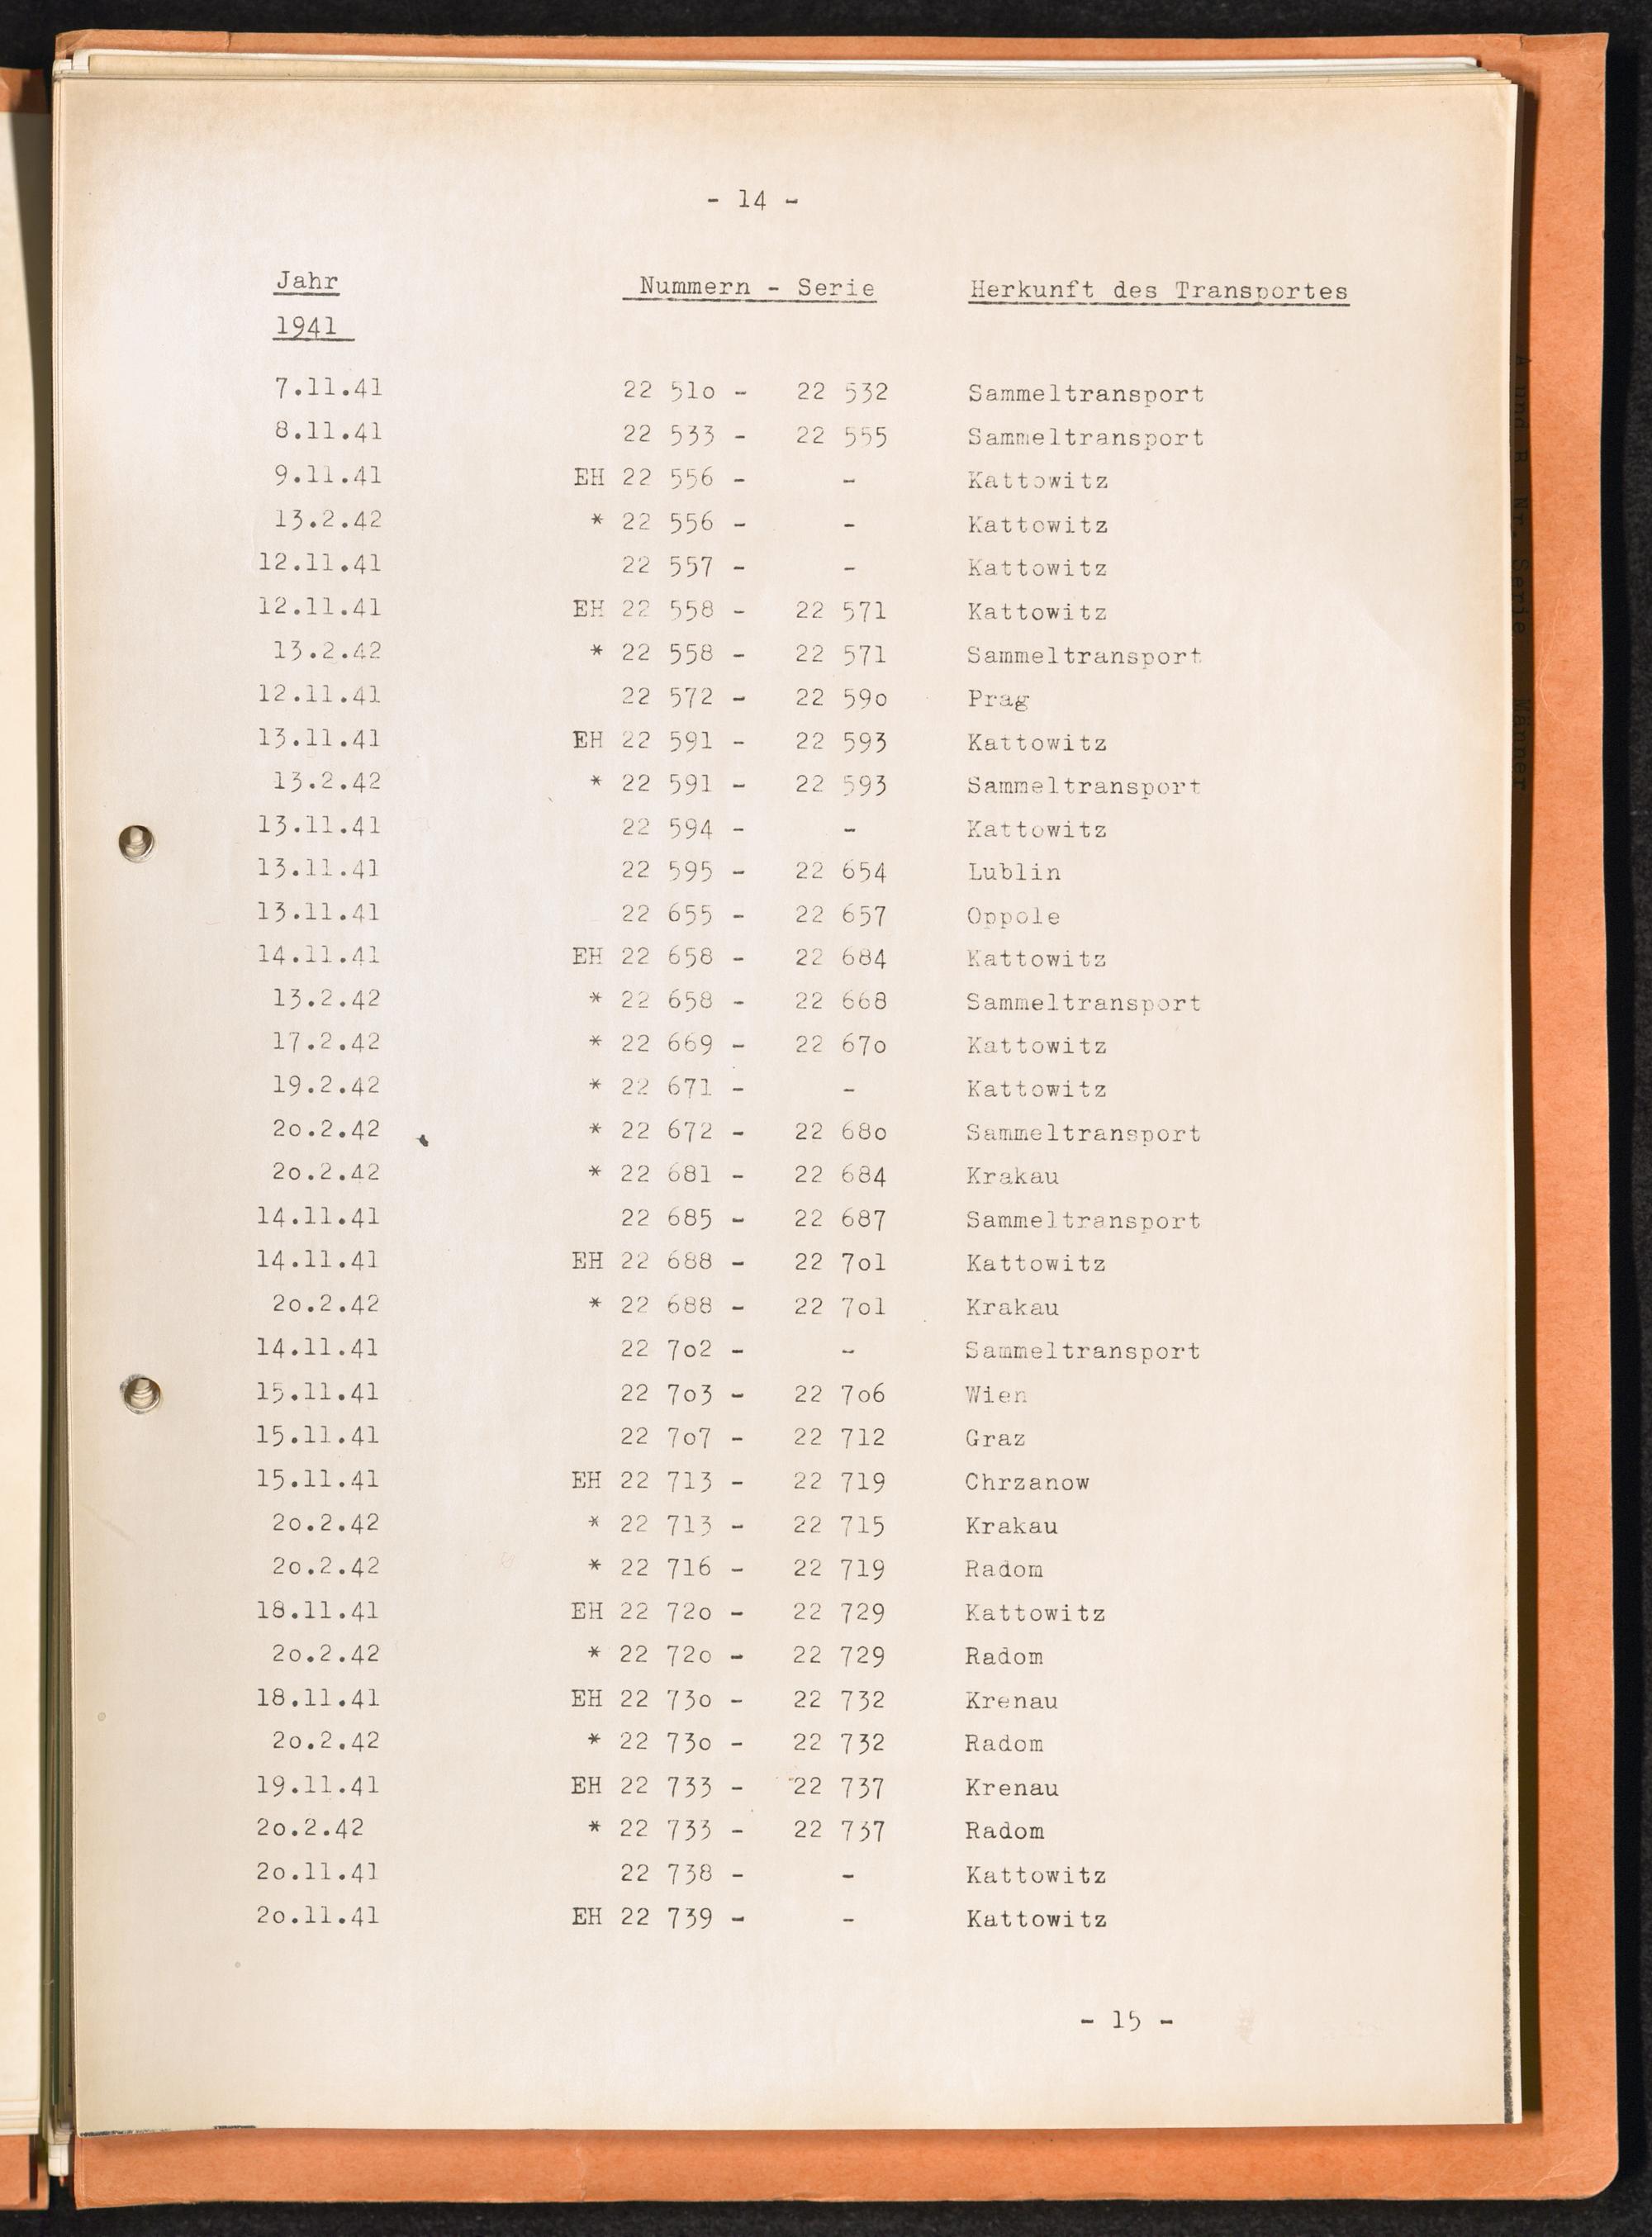 - 14 -
Jahr Nummern - Serie Herkunft des Transportes
1941
7.11.41 22 51o - 22 532 Sammeltransport
8.11.41 22 533 - 22 555 Sammeltransport
9.11.41 EH 22 556 - - Kattowitz
13.2.42 * 22 556 - - Kattowitz
12.11.41 22 557 - - Kattowitz
12.11.41 EH 22 558 - 22 571 Kattowitz
13.2.42 * 22 558 - 22 571 Sammeltransport
12.11.41 22 572 - 22 59o Prag
13.11.41 EH 22 591 - 22 593 Kattowitz
13.2.42 * 22 591 - 22 593 Sammeltransport
13.11.41 22 594 - - Kattowitz
13.11.41 22 595 - 22 654 Lublin
13.11.41 22 655 - 22 657 Oppole
14.11.41 EH 22 658 - 22 684 Kattowitz
13.2.42 * 22 658 - 22 668 Sammeltransport
17.2.42 * 22 669 - 22 67o Kattowitz
19.2.42 * 22 671 - - Kattowitz
2o.2.42 * 22 672 - 22 68o Sammeltransport
2o.2.42 * 22 681 - 22 684 Krakau
14.11.41 22 685 - 22 687 Sammeltransport
14.11.41 EH 22 688 - 22 7o1 Kattowitz
2o.2.42 * 22 688 - 22 7o1 Krakau
14.11.41 22 7o2 - - Sammeltransport
15.11.41 22 7o3 - 22 7o6 Wien
15.11.41 22 7o7 - 22 712 Graz
15.11.41 EH 22 713 - 22 719 Chrzanow
2o.2.42 * 22 713 - 22 715 Krakau
2o.2.42 * 22 716 - 22 719 Radom
18.11.41 EH 22 72o - 22 729 Kattowitz
2o.2.42 * 22 72o - 22 729 Radom
18.11.41 EH 22 73o - 22 732 Krenau
2o.2.42 * 22 73o - 22 732 Radom
19.11.41 EH 22 733 - 22 737 Krenau
2o.2.42 * 22 733 - 22 737 Radom
2o.11.41 22 738 - - Kattowitz
2o.11.41 EH 22 739 - - Kattowitz
- 15 -
A und B Nr. Serie Männer